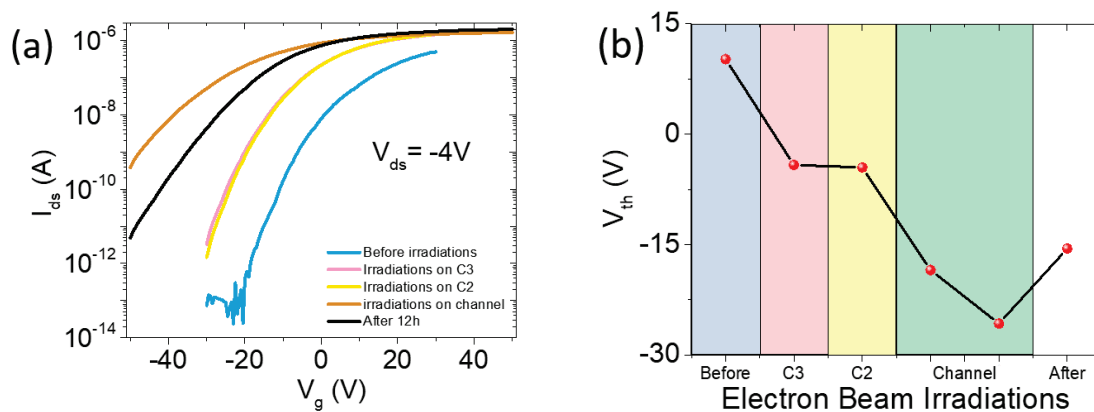 (a)
10^-6
10^-8
10^-10
10^-12
10^-14
I_ds (A)
V_ds = -4V
Before irradiations
Irradiations on C3
Irradiations on C2
irradiations on channel
After 12h
-40
-20
0
20
40
V_g (V)
(b)
15
0
-15
-30
V_th (V)
Before
C3
C2
Channel
After
Electron Beam Irradiations